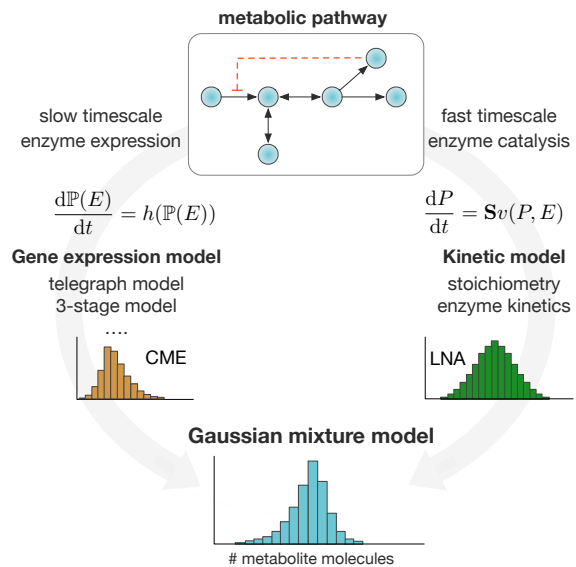 metabolic pathway
slow timescale
enzyme expression
fast timescale
enzyme catalysis
dℙ(E)/dt = h(ℙ(E))
dP/dt = Sv(P, E)
Gene expression model
telegraph model
3-stage model
....
CME
Kinetic model
stoichiometry
enzyme kinetics
LNA
Gaussian mixture model
# metabolite molecules